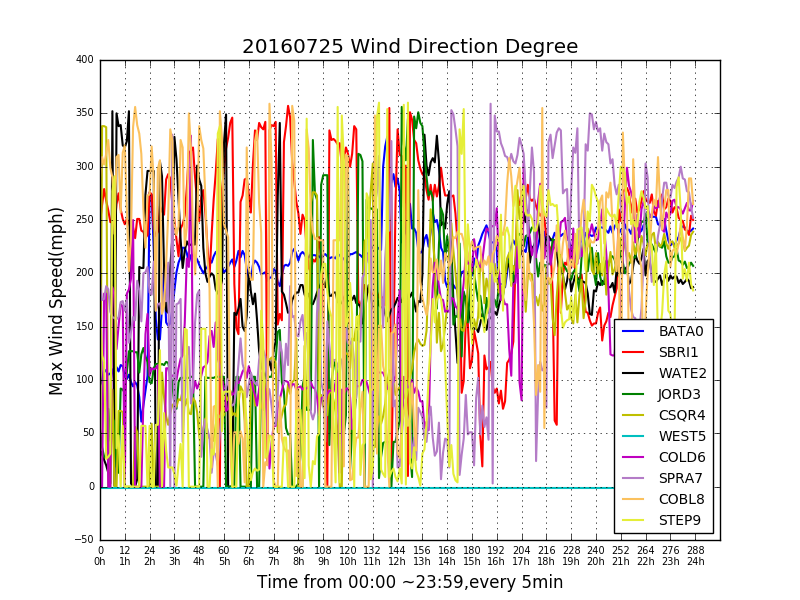 20160725 Wind Direction Degree
400
350
300
250
200
150
100
50
0
−50
Max Wind Speed(mph)
BATA0
SBRI1
WATE2
JORD3
CSQR4
WEST5
COLD6
SPRA7
COBL8
STEP9
0 12 24 36 48 60 72 84 96 108 120 132 144 156 168 180 192 204 216 228 240 252 264 276 288
0h 1h 2h 3h 4h 5h 6h 7h 8h 9h 10h 11h 12h 13h 14h 15h 16h 17h 18h 19h 20h 21h 22h 23h 24h
Time from 00:00 ~23:59,every 5min